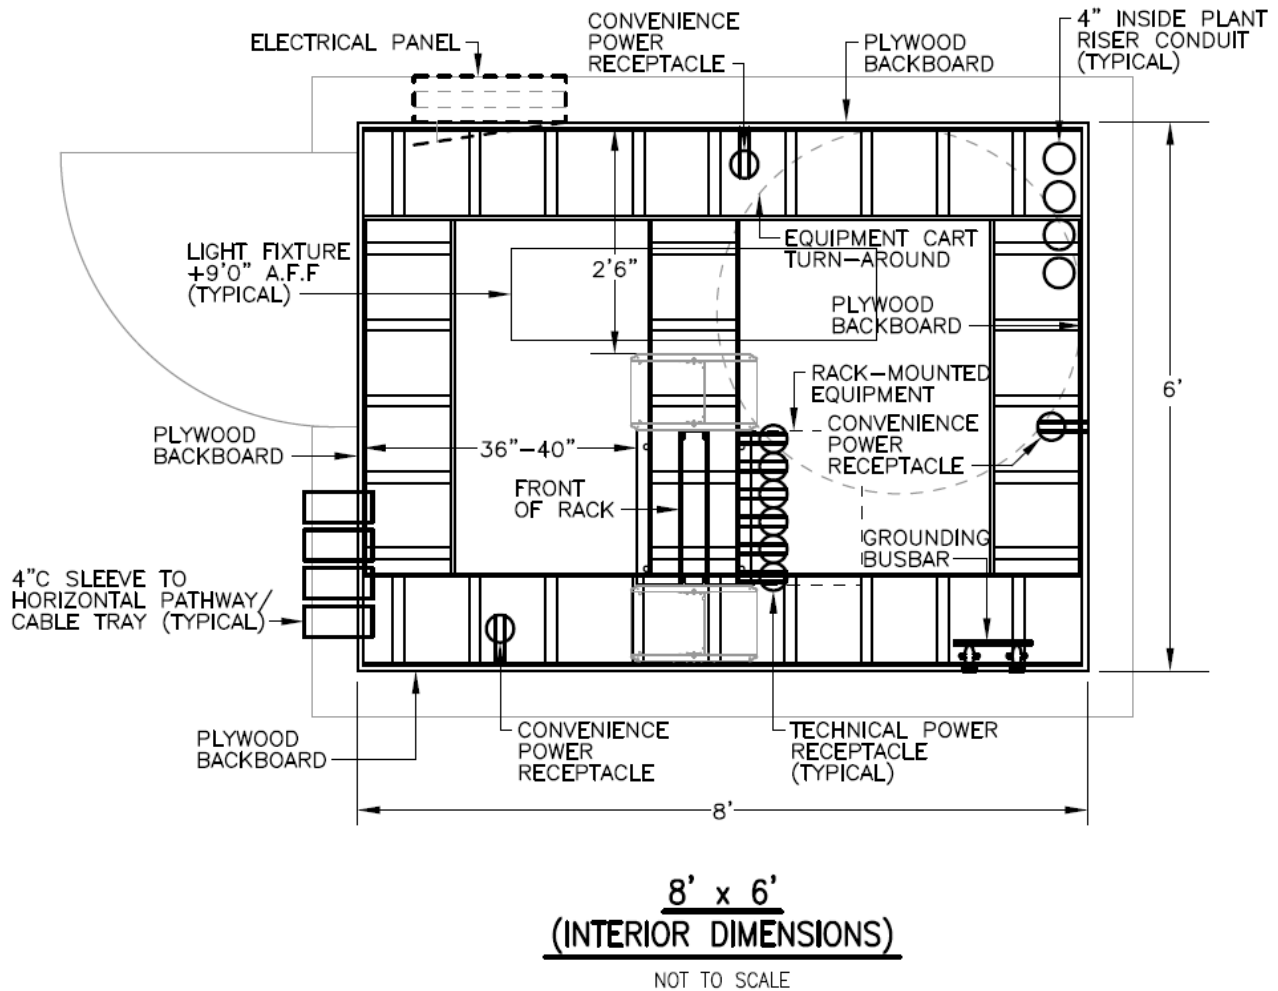 CONVENIENCE
POWER
RECEPTACLE
ELECTRICAL PANEL
PLYWOOD
BACKBOARD
4" INSIDE PLANT
RISER CONDUIT
(TYPICAL)
LIGHT FIXTURE
+9'0" A.F.F
(TYPICAL)
2'6"
EQUIPMENT CART
TURN-AROUND
PLYWOOD
BACKBOARD
RACK-MOUNTED
EQUIPMENT
6'
CONVENIENCE
POWER
RECEPTACLE
PLYWOOD
BACKBOARD
36"-40"
FRONT
OF RACK
GROUNDING
BUSBAR
4"C SLEEVE TO
HORIZONTAL PATHWAY/
CABLE TRAY (TYPICAL)
PLYWOOD
BACKBOARD
CONVENIENCE
POWER
RECEPTACLE
TECHNICAL POWER
RECEPTACLE
(TYPICAL)
8'
8' x 6'
(INTERIOR DIMENSIONS)
NOT TO SCALE